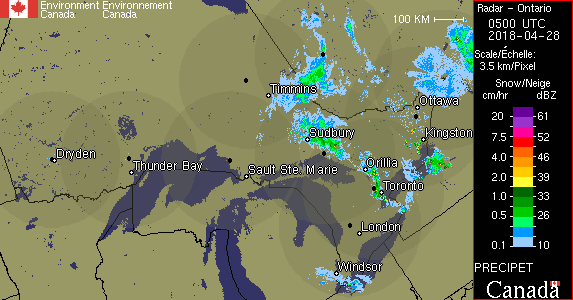 Environment Environnement
Canada Canada
100 KM
Timmins
Ottawa
Sudbury
Kingston
Dryden
Thunder Bay
Sault Ste. Marie
Orillia
Toronto
London
Windsor
Radar - Ontario
0500 UTC
2018-04-28
Scale/Échelle:
3.5 km/Pixel
Snow/Neige
cm/hr dBZ
20 61
7.5 52
4.0 46
2.0 39
1.0 33
0.5 26
0.1 10
PRECIPET
Canada